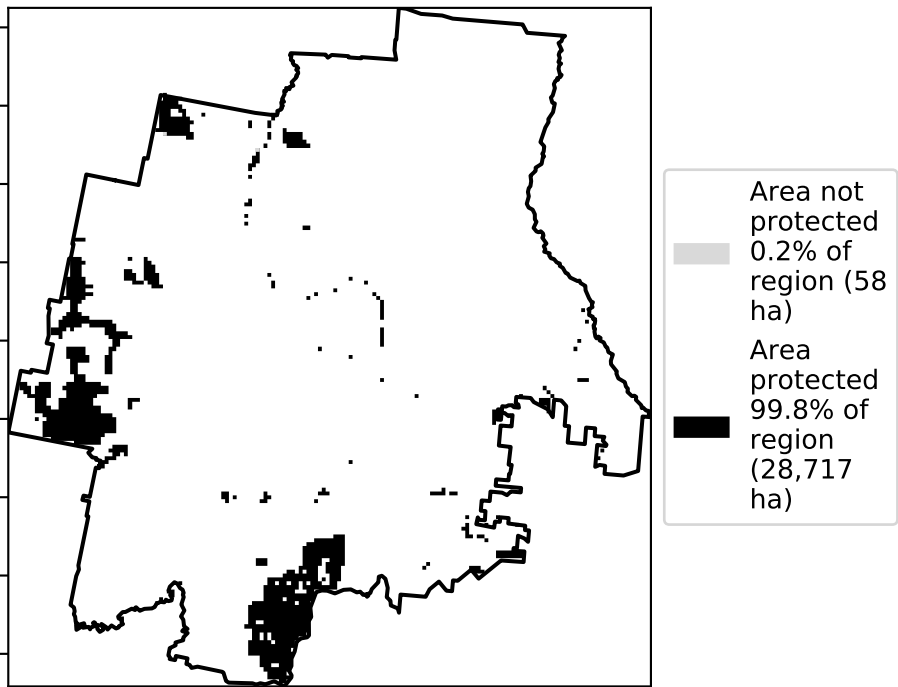 Area not
protected
0.2% of
region (58
ha)
Area
protected
99.8% of
region
(28,717
ha)